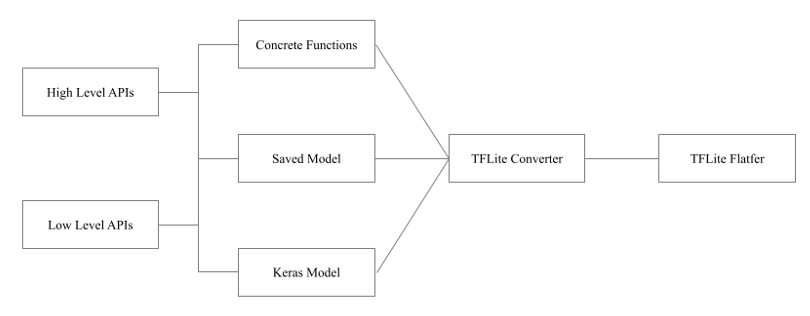 Concrete Functions
High Level APIs
Saved Model
TFLite Converter
TFLite Flatfer
Low Level APIs
Keras Model